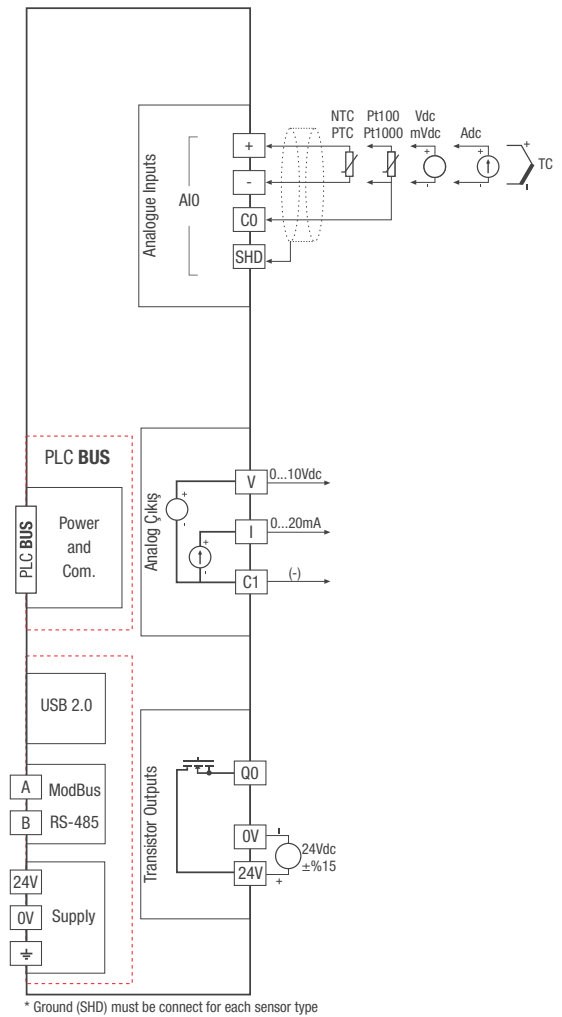 NTC Pt100 Vdc
PTC Pt1000 mVdc Adc
+
-
C0
SHD
Analogue Inputs
AI0
+ - + - + -
TC
PLC BUS
PLC BUS
Power
and
Com.
Analog Çıkış
+ -
+ -
V 0...10Vdc
I 0...20mA
C1 (-)
USB 2.0
A ModBus
B RS-485
24V
0V Supply
Transistor Outputs
Q0
0V -
24V +
24Vdc
±%15
* Ground (SHD) must be connect for each sensor type